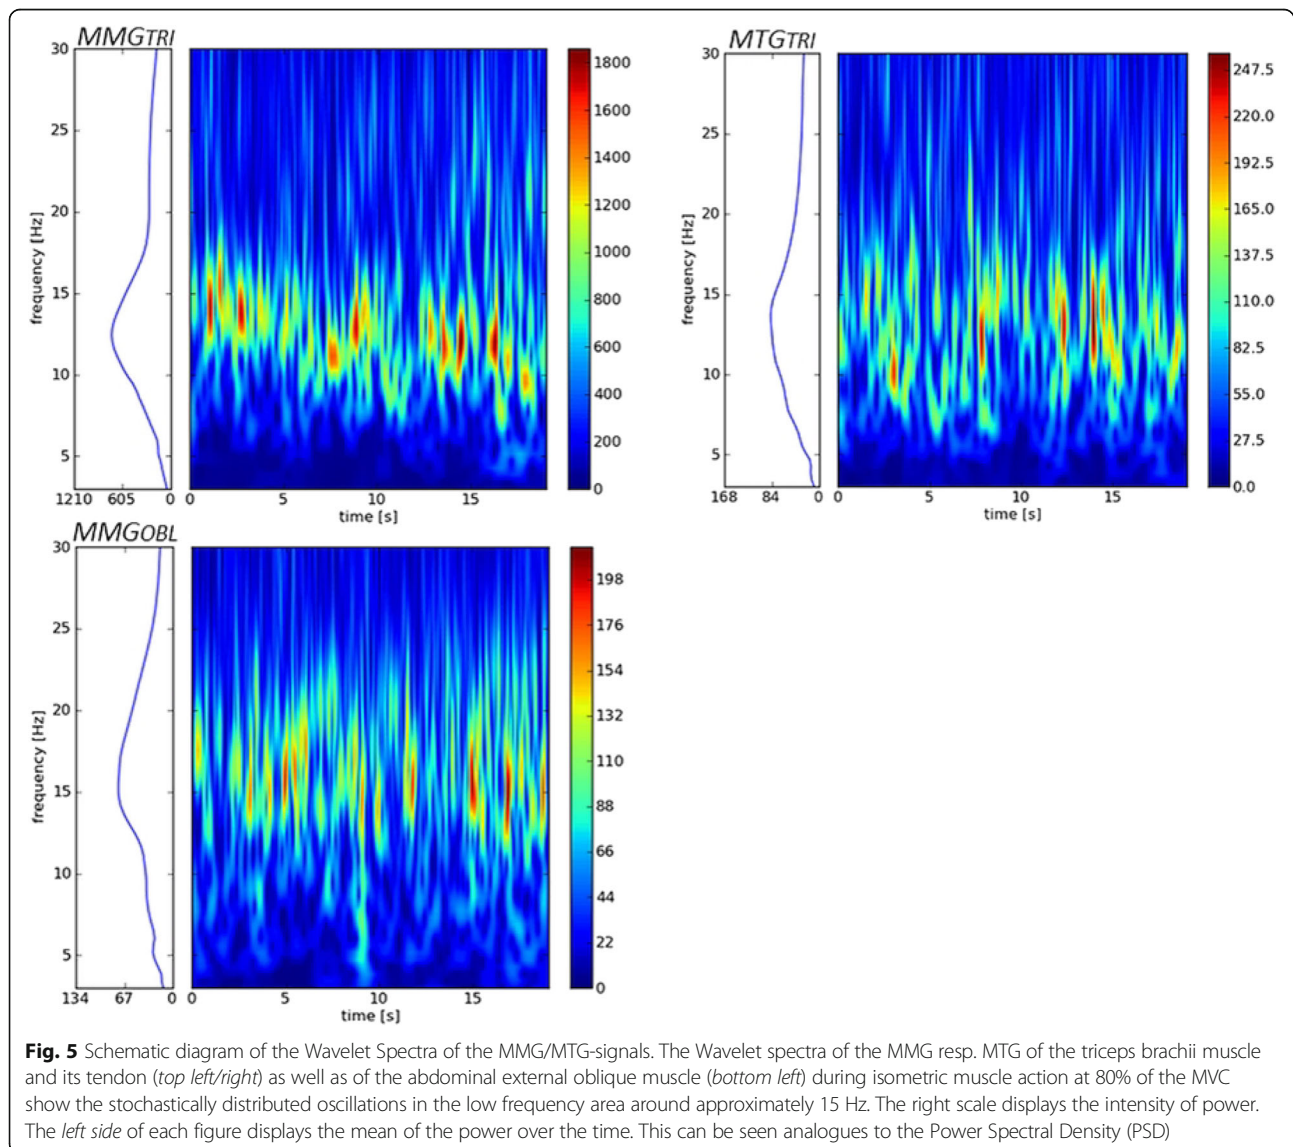 MMGTRI
30
25
20
15
10
5
frequency [Hz]
1210 605 0
0 5 10 15
time [s]
1800
1600
1400
1200
1000
800
600
400
200
0
MTGTRI
30
25
20
15
10
5
frequency [Hz]
168 84 0
0 5 10 15
time [s]
247.5
220.0
192.5
165.0
137.5
110.0
82.5
55.0
27.5
0.0
MMGOBL
30
25
20
15
10
5
frequency [Hz]
134 67 0
0 5 10 15
time [s]
198
176
154
132
110
88
66
44
22
0
Fig. 5 Schematic diagram of the Wavelet Spectra of the MMG/MTG-signals. The Wavelet spectra of the MMG resp. MTG of the triceps brachii muscle
and its tendon (top left/right) as well as of the abdominal external oblique muscle (bottom left) during isometric muscle action at 80% of the MVC
show the stochastically distributed oscillations in the low frequency area around approximately 15 Hz. The right scale displays the intensity of power.
The left side of each figure displays the mean of the power over the time. This can be seen analogues to the Power Spectral Density (PSD)